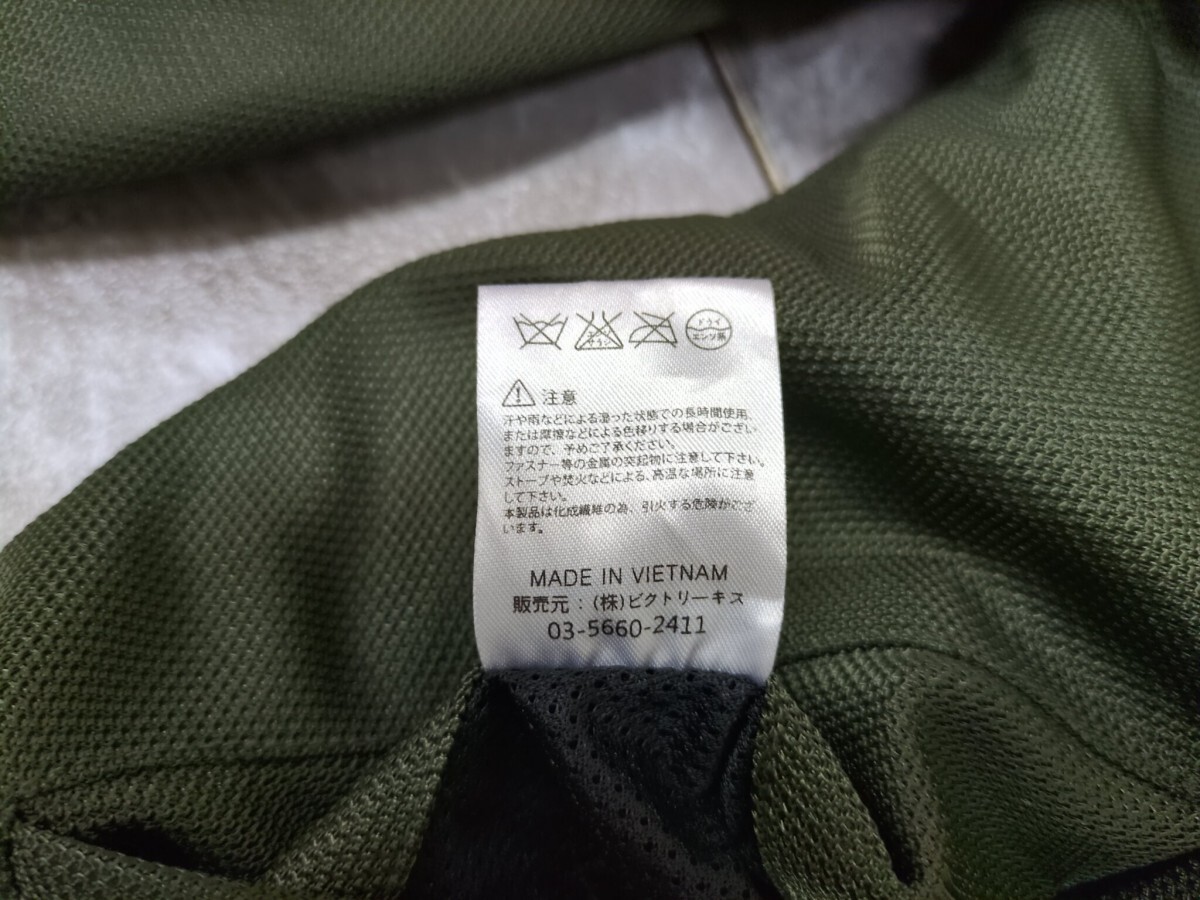 エンソ
サラシ
ドライ
エンソ系
注意
汗や雨などによる湿った状態での長時間使用、
または摩擦などによる色移りする場合がござい
ますので、予めご了承ください。
ファスナー等の金属の突起物に注意して下さい。
ストーブや焚火などによる、高温な場所に注意
して下さい。
本製品は化成繊維の為、引火する危険がござ
います。
MADE IN VIETNAM
販売元：(株)ビクトリーキス
03-5660-2411